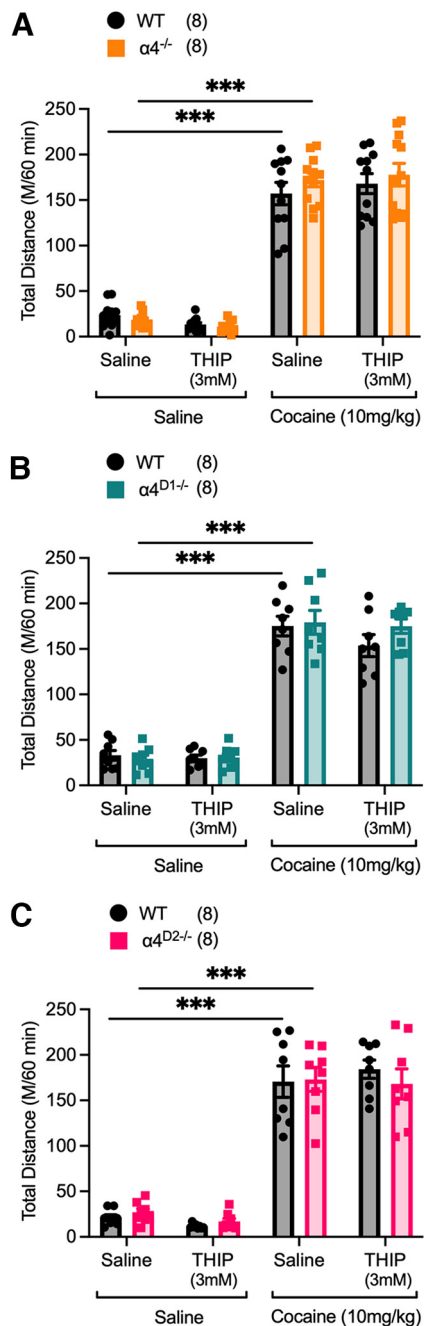 A
WT (8)
α4-/- (8)
***
***
Total Distance (M/60 min)
250
200
150
100
50
0
Saline THIP Saline THIP
(3mM) (3mM)
Saline Cocaine (10mg/kg)
B
WT (8)
α4D1-/- (8)
***
***
Total Distance (M/60 min)
250
200
150
100
50
0
Saline THIP Saline THIP
(3mM) (3mM)
Saline Cocaine (10mg/kg)
C
WT (8)
α4D2-/- (8)
***
***
Total Distance (M/60 min)
250
200
150
100
50
0
Saline THIP Saline THIP
(3mM) (3mM)
Saline Cocaine (10mg/kg)